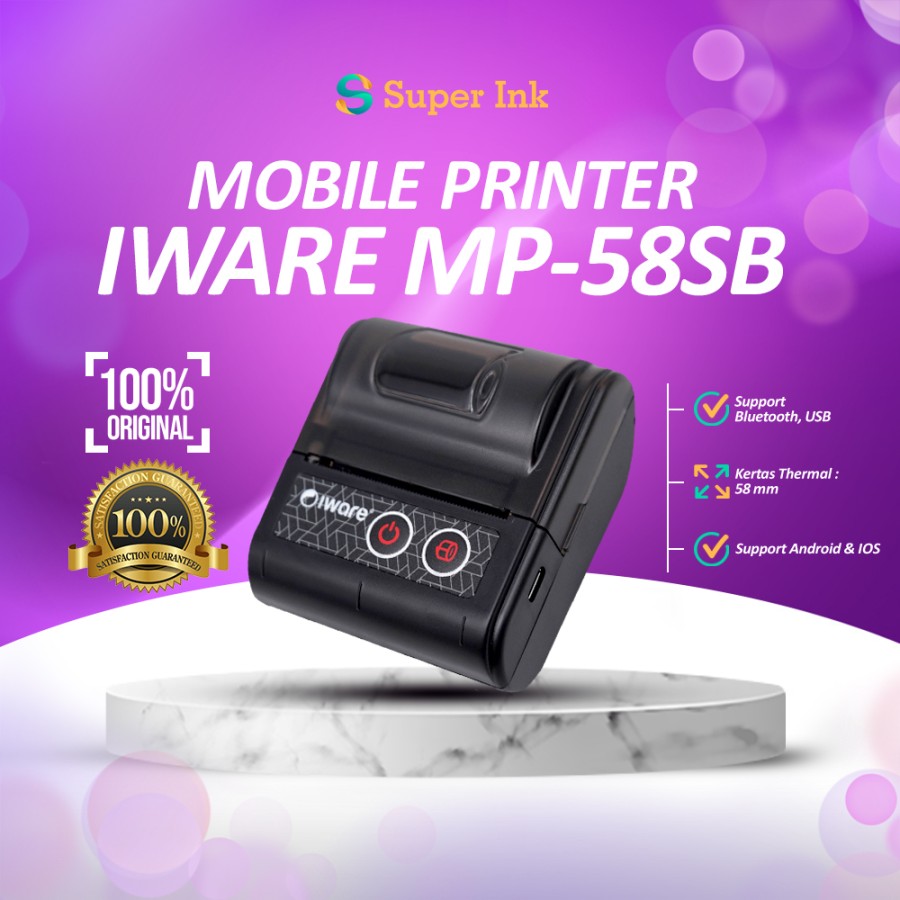 Super Ink
MOBILE PRINTER
IWARE MP-58SB
100%
ORIGINAL
SATISFACTION GUARANTEED
100%
SATISFACTION GUARANTEED
iware
Support
Bluetooth, USB
Kertas Thermal :
58 mm
Support Android & IOS